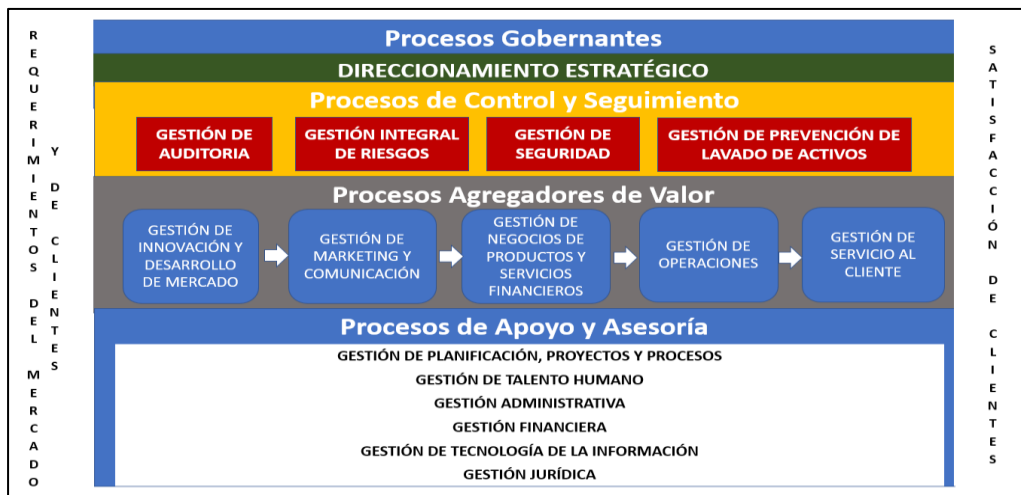 REQUERIMIENTOS DEL MERCADO
Y DE CLIENTES
Procesos Gobernantes
DIRECCIONAMIENTO ESTRATÉGICO
Procesos de Control y Seguimiento
GESTIÓN DE
AUDITORIA
GESTIÓN INTEGRAL
DE RIESGOS
GESTIÓN DE
SEGURIDAD
GESTIÓN DE PREVENCIÓN DE
LAVADO DE ACTIVOS
Procesos Agregadores de Valor
GESTIÓN DE
INNOVACIÓN Y
DESARROLLO
DE MERCADO
GESTIÓN DE
MARKETING Y
COMUNICACIÓN
GESTIÓN DE
NEGOCIOS DE
PRODUCTOS Y
SERVICIOS
FINANCIEROS
GESTIÓN DE
OPERACIONES
GESTIÓN DE
SERVICIO AL
CLIENTE
Procesos de Apoyo y Asesoría
GESTIÓN DE PLANIFICACIÓN, PROYECTOS Y PROCESOS
GESTIÓN DE TALENTO HUMANO
GESTIÓN ADMINISTRATIVA
GESTIÓN FINANCIERA
GESTIÓN DE TECNOLOGÍA DE LA INFORMACIÓN
GESTIÓN JURÍDICA
SATISFACCIÓN DE CLIENTES